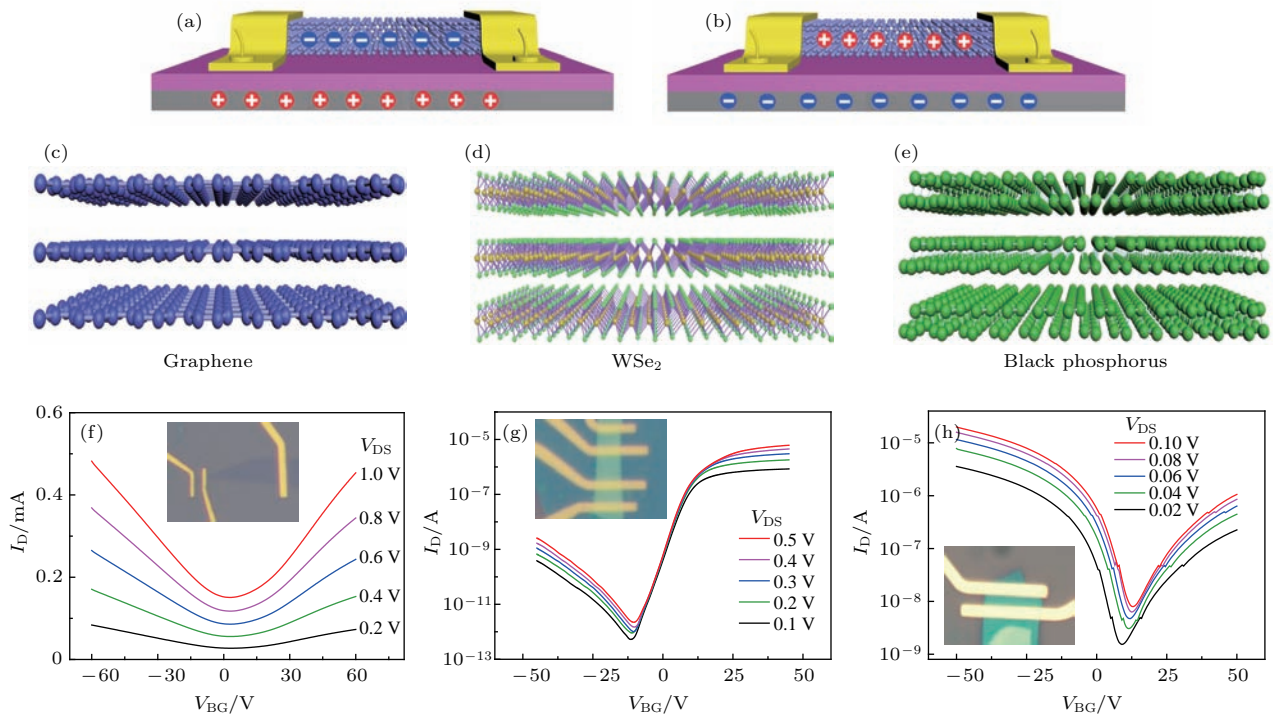 (a)
(b)
(c)
(d)
(e)
Graphene
WSe₂
Black phosphorus
(f)
V_DS
1.0 V
0.8 V
0.6 V
0.4 V
0.2 V
0.6
0.4
0.2
0
I_D/mA
−60
−30
0
30
60
V_BG/V
(g)
V_DS
0.5 V
0.4 V
0.3 V
0.2 V
0.1 V
10⁻⁵
10⁻⁷
10⁻⁹
10⁻¹¹
10⁻¹³
I_D/A
−50
−25
0
25
50
V_BG/V
(h)
V_DS
0.10 V
0.08 V
0.06 V
0.04 V
0.02 V
10⁻⁵
10⁻⁶
10⁻⁷
10⁻⁸
10⁻⁹
I_D/A
−50
−25
0
25
50
V_BG/V